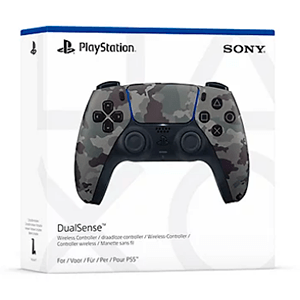 PlayStation
SONY
DualSense™
Wireless Controller / draadloze controller / Wireless-Controller /
Controller wireless / Manette sans fil
For / Voor / Für / Per / Pour PS5™